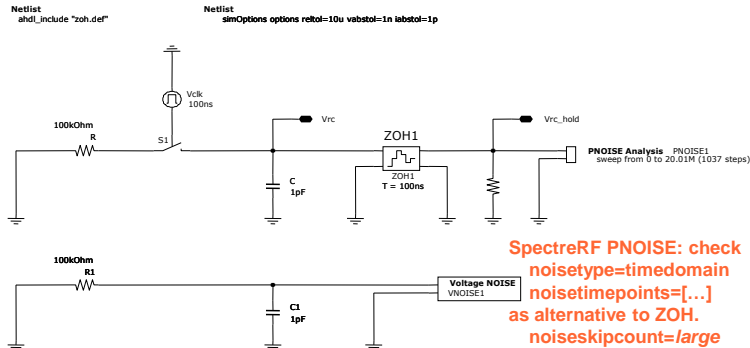 Netlist
ahdl_include "zoh.def"
Netlist
simOptions options reltol=10u vabstol=1n iabstol=1p
Vclk
100ns
100kOhm
R
S1
Vrc
C
1pF
ZOH1
ZOH1
T = 100ns
Vrc_hold
PNOISE Analysis PNOISE1
sweep from 0 to 20.01M (1037 steps)
100kOhm
R1
C1
1pF
Voltage NOISE
VNOISE1
SpectreRF PNOISE: check
noisetype=timedomain
noisetimepoints=[…]
as alternative to ZOH.
noiseskipcount=large